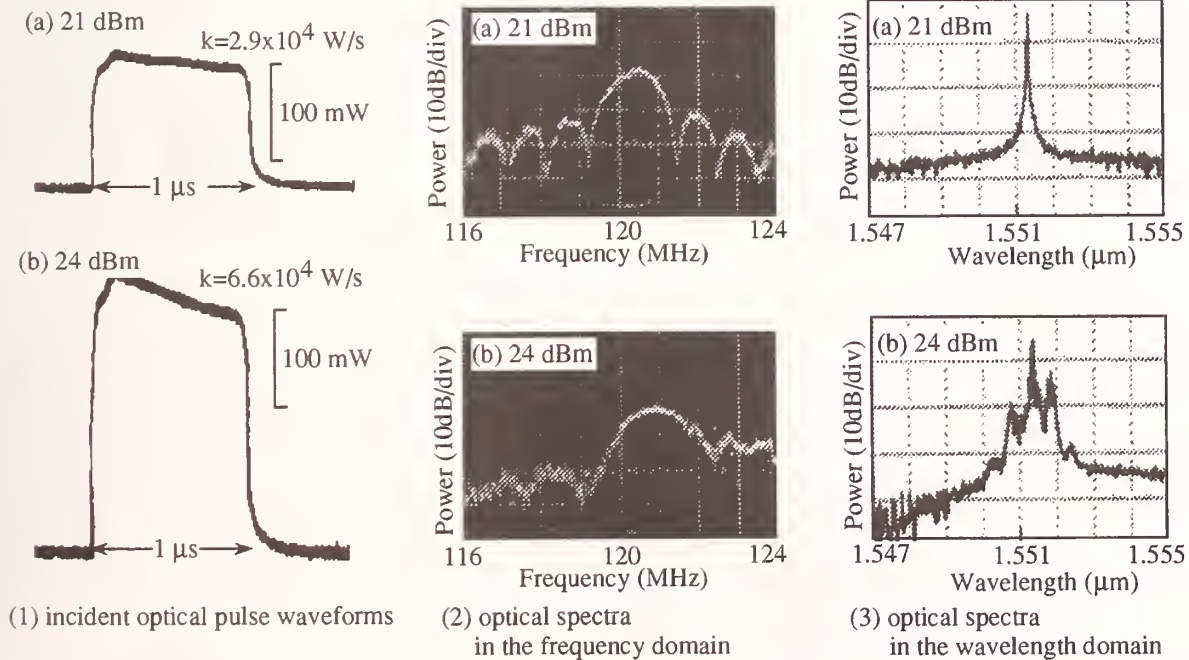 (a) 21 dBm
k=2.9x10⁴ W/s
100 mW
1 µs
(b) 24 dBm
k=6.6x10⁴ W/s
100 mW
1 µs
(1) incident optical pulse waveforms
(a) 21 dBm
Power (10dB/div)
116 120 124
Frequency (MHz)
(b) 24 dBm
Power (10dB/div)
116 120 124
Frequency (MHz)
(2) optical spectra
in the frequency domain
(a) 21 dBm
Power (10dB/div)
1.547 1.551 1.555
Wavelength (µm)
(b) 24 dBm
Power (10dB/div)
1.547 1.551 1.555
Wavelength (µm)
(3) optical spectra
in the wavelength domain